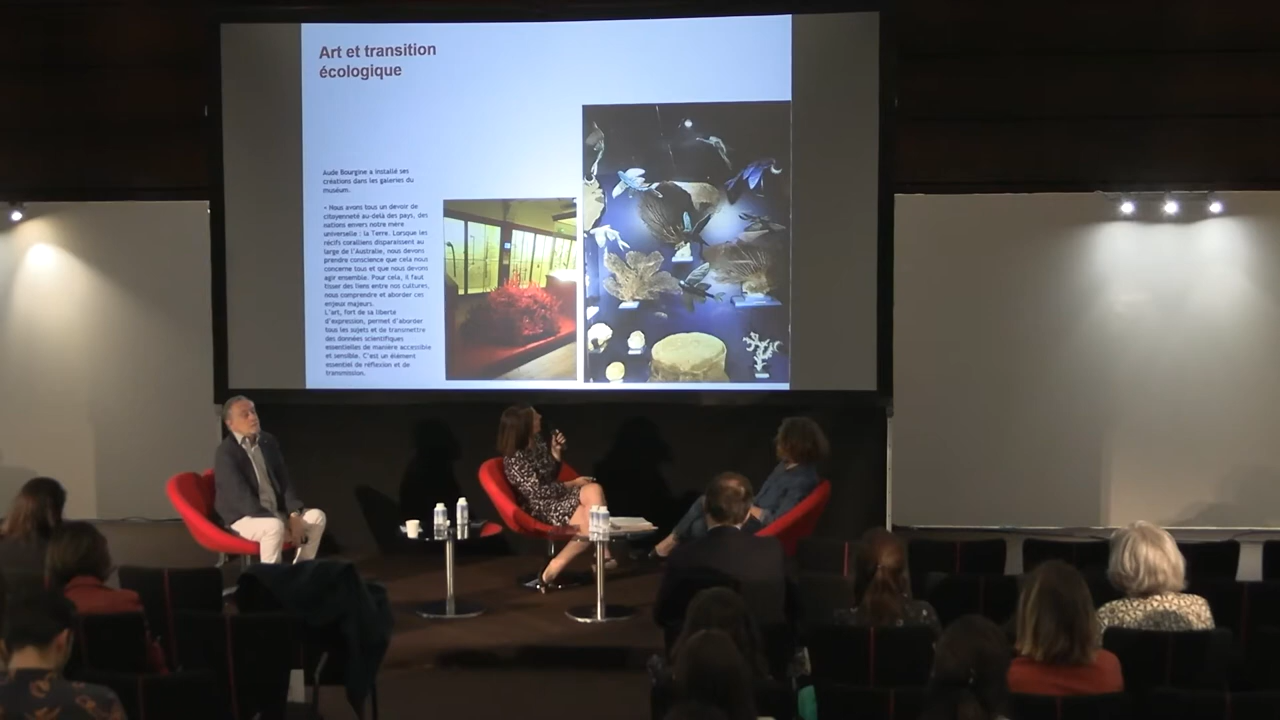 Art et transition
écologique
Aude Bourgine a installé ses
créations dans les galeries du
muséum.
« Nous avons tous un devoir de
citoyenneté au-delà des pays, des
nations envers notre mère
universelle : la Terre. Lorsque les
récifs coralliens disparaissent au
large de l'Australie, nous devons
prendre conscience que cela nous
concerne tous et que nous devons
agir ensemble. Pour cela, il faut
tisser des liens entre nos cultures,
nous comprendre et aborder ces
enjeux majeurs.
L'art, fort de sa liberté
d'expression, permet d'aborder
tous les sujets et de transmettre
des données scientifiques
essentielles de manière accessible
et sensible. C'est un élément
essentiel de réflexion et de
transmission.